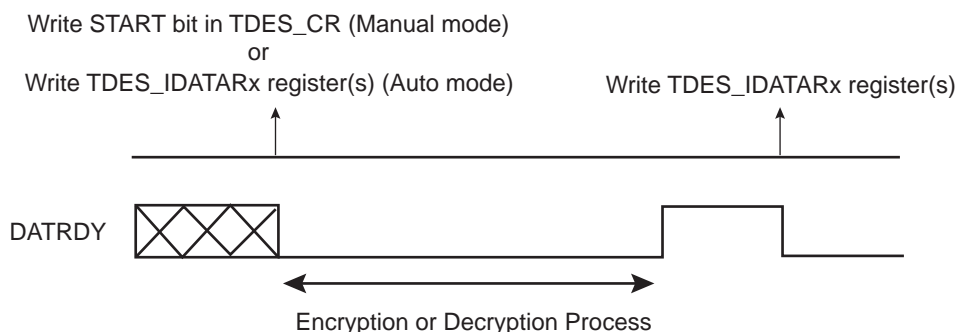 Write START bit in TDES_CR (Manual mode)
or
Write TDES_IDATARx register(s) (Auto mode)
Write TDES_IDATARx register(s)
DATRDY
Encryption or Decryption Process